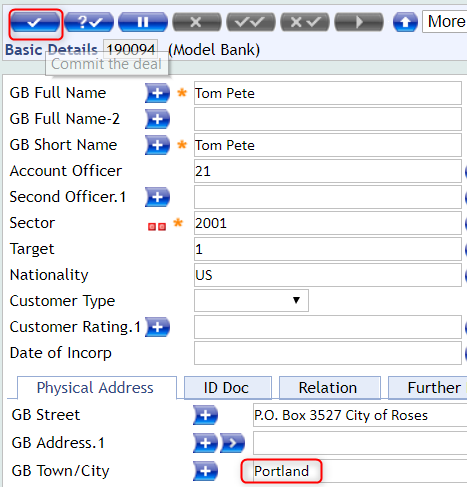 More
Basic Details 190094 (Model Bank)
Commit the deal
GB Full Name Tom Pete
GB Full Name-2
GB Short Name Tom Pete
Account Officer 21
Second Officer.1
Sector 2001
Target 1
Nationality US
Customer Type
Customer Rating.1
Date of Incorp
Physical Address ID Doc Relation Further
GB Street P.O. Box 3527 City of Roses
GB Address.1
GB Town/City Portland